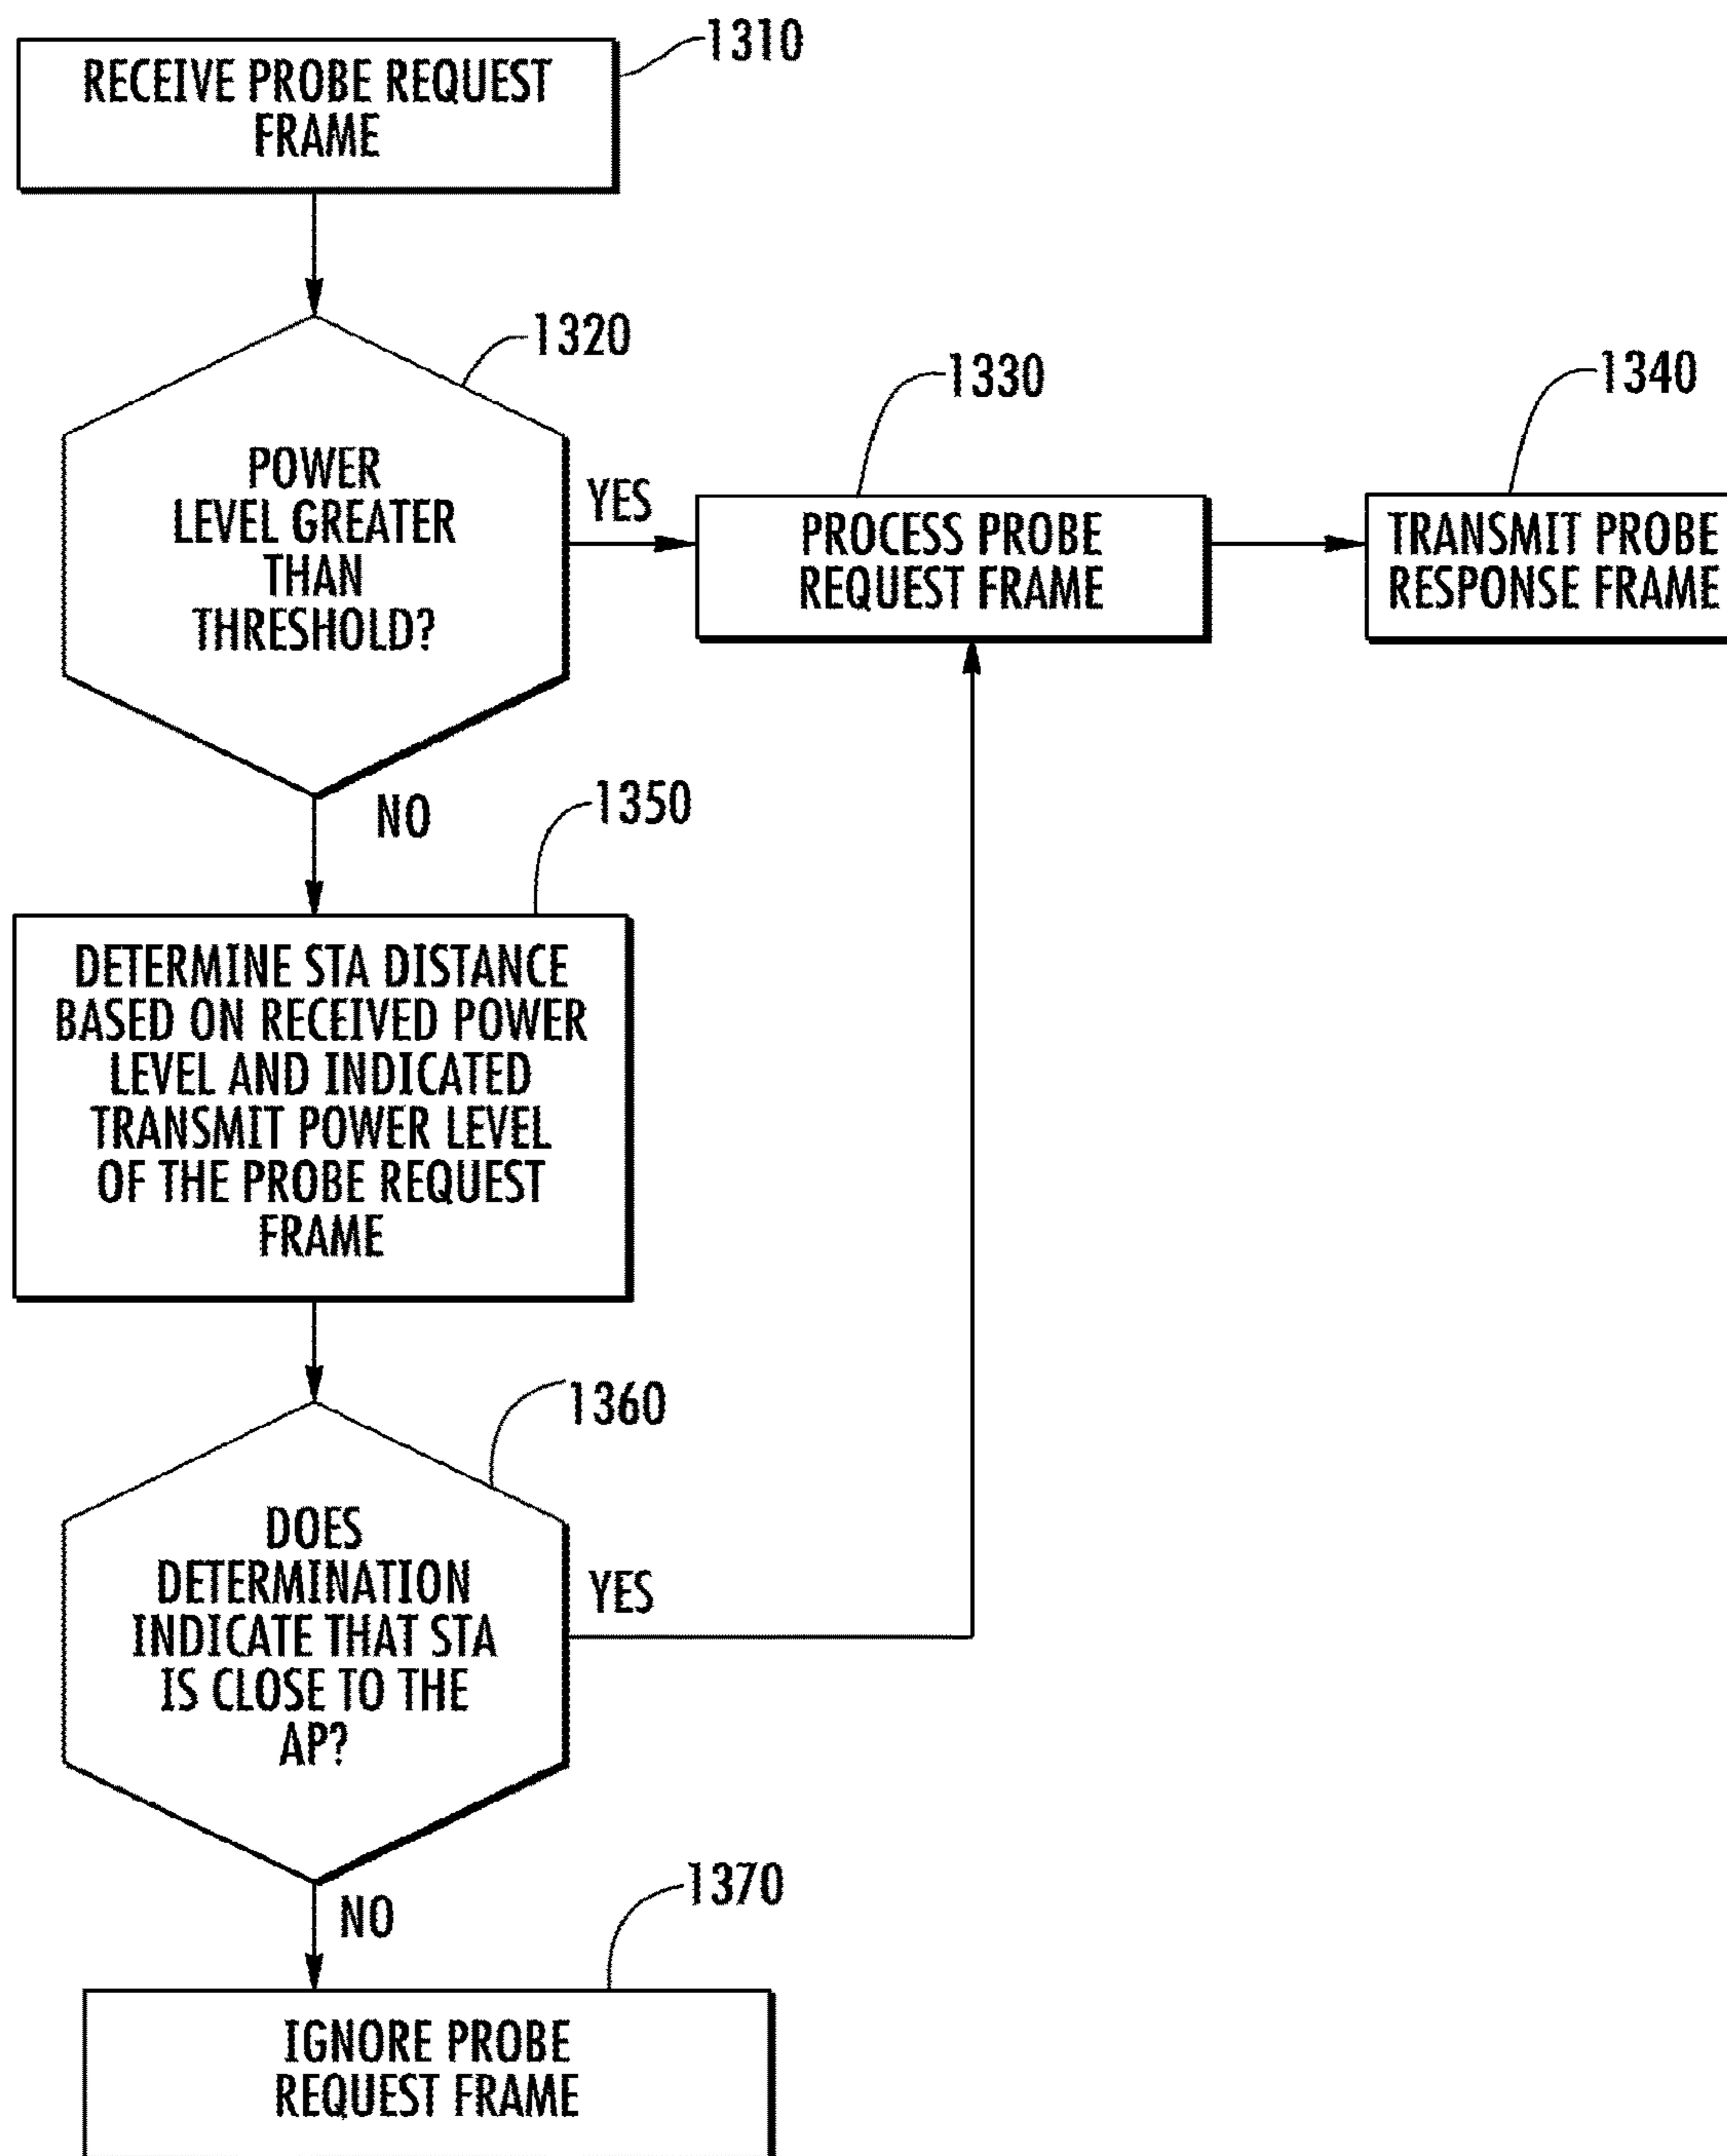 1310
RECEIVE PROBE REQUEST
FRAME
1320
POWER
LEVEL GREATER
THAN
THRESHOLD?
YES
1330
PROCESS PROBE
REQUEST FRAME
1340
TRANSMIT PROBE
RESPONSE FRAME
NO
1350
DETERMINE STA DISTANCE
BASED ON RECEIVED POWER
LEVEL AND INDICATED
TRANSMIT POWER LEVEL
OF THE PROBE REQUEST
FRAME
1360
DOES
DETERMINATION
INDICATE THAT STA
IS CLOSE TO THE
AP?
YES
NO
1370
IGNORE PROBE
REQUEST FRAME